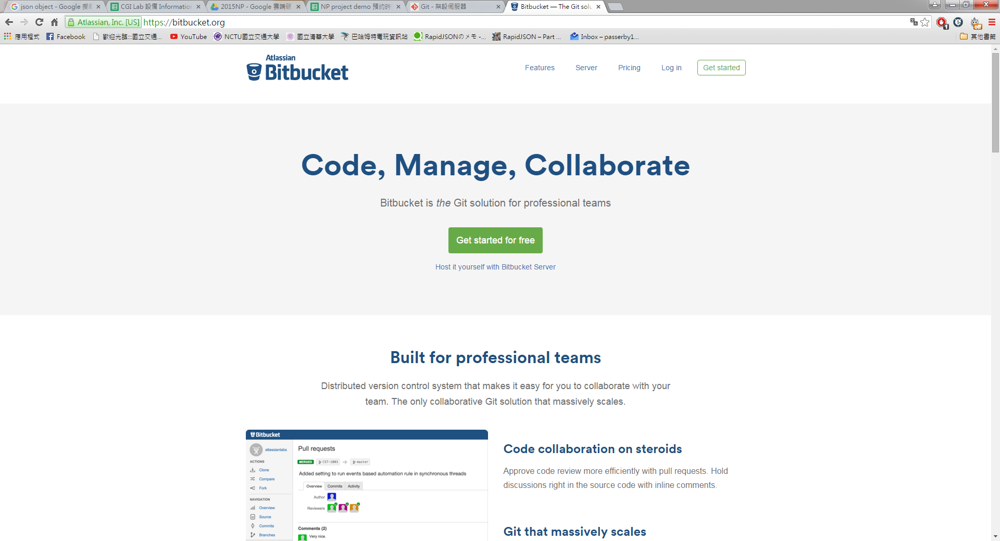 json object - Google 搜尋
CGI Lab 設備 Information
2015NP - Google 雲端硬
NP project demo 預約時
Git - 架設伺服器
Bitbucket — The Git solu
Atlassian, Inc. [US]
https://bitbucket.org
應用程式
Facebook
歡迎光臨:::國立交通...
YouTube
NCTU國立交通大學
國立清華大學
巴哈姆特電玩資訊站
RapidJSONのメモ -...
RapidJSON – Part ...
Inbox – passerby1...
其他書籤
Atlassian
Bitbucket
Features
Server
Pricing
Log in
Get started
Code, Manage, Collaborate
Bitbucket is the Git solution for professional teams
Get started for free
Host it yourself with Bitbucket Server
Built for professional teams
Distributed version control system that makes it easy for you to collaborate with your
team. The only collaborative Git solution that massively scales.
Bitbucket
atlassianlabs
ACTIONS
Clone
Compare
Fork
NAVIGATION
Overview
Source
Commits
Branches
Pull requests
MERGED CST-1083 → master
Added setting to run events based automation rule in synchronous threads
Overview Commits Activity
Author
Reviewers
Comments (2)
Very nice.
Code collaboration on steroids
Approve code review more efficiently with pull requests. Hold
discussions right in the source code with inline comments.
Git that massively scales